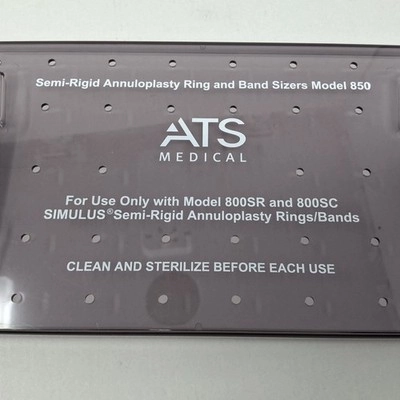 Semi-Rigid Annuloplasty Ring and Band Sizers Model 850
ATS
MEDICAL
For Use Only with Model 800SR and 800SC
SIMULUS® Semi-Rigid Annuloplasty Rings/Bands
CLEAN AND STERILIZE BEFORE EACH USE